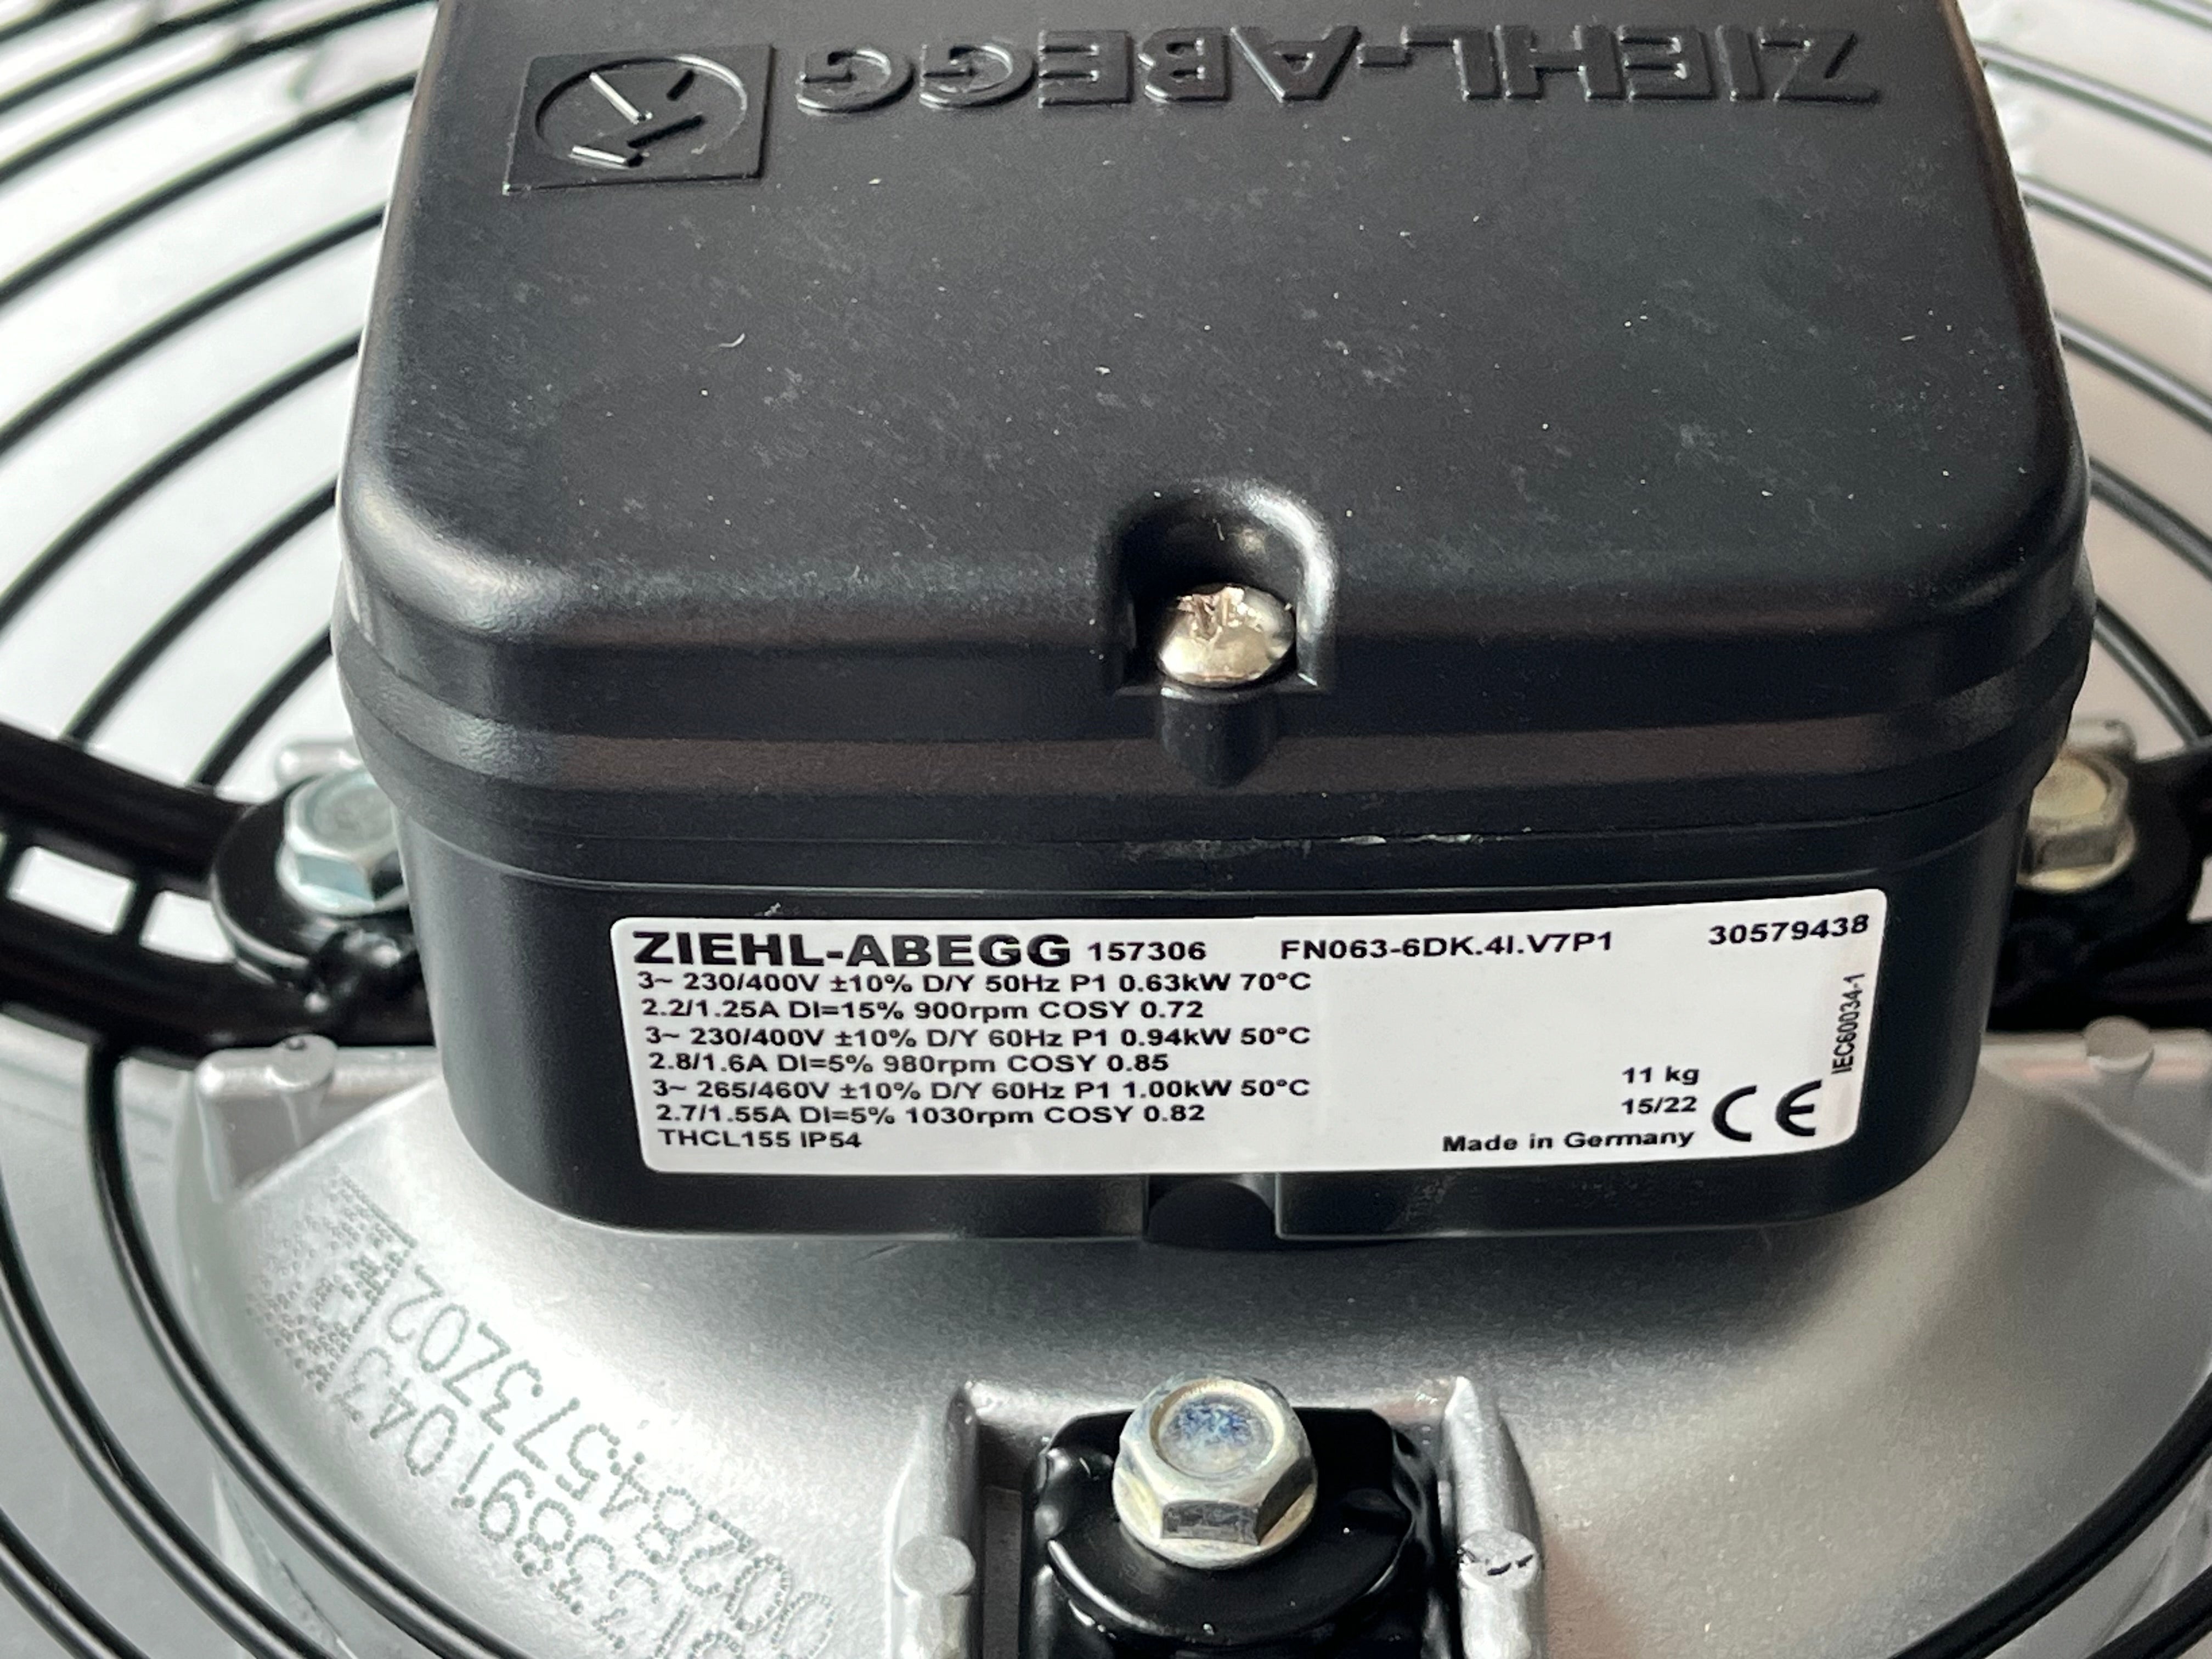 ZIEHL-ABEGG
ZIEHL-ABEGG 157306 FN063-6DK.4I.V7P1 30579438
3~ 230/400V ±10% D/Y 50Hz P1 0.63kW 70°C
2.2/1.25A DI=15% 900rpm COSY 0.72
3~ 230/400V ±10% D/Y 60Hz P1 0.94kW 50°C
2.8/1.6A DI=5% 980rpm COSY 0.85
3~ 265/460V ±10% D/Y 60Hz P1 1.00kW 50°C
2.7/1.55A DI=5% 1030rpm COSY 0.82
THCL155 IP54
IEC60034-1
11 kg
15/22
CE
Made in Germany